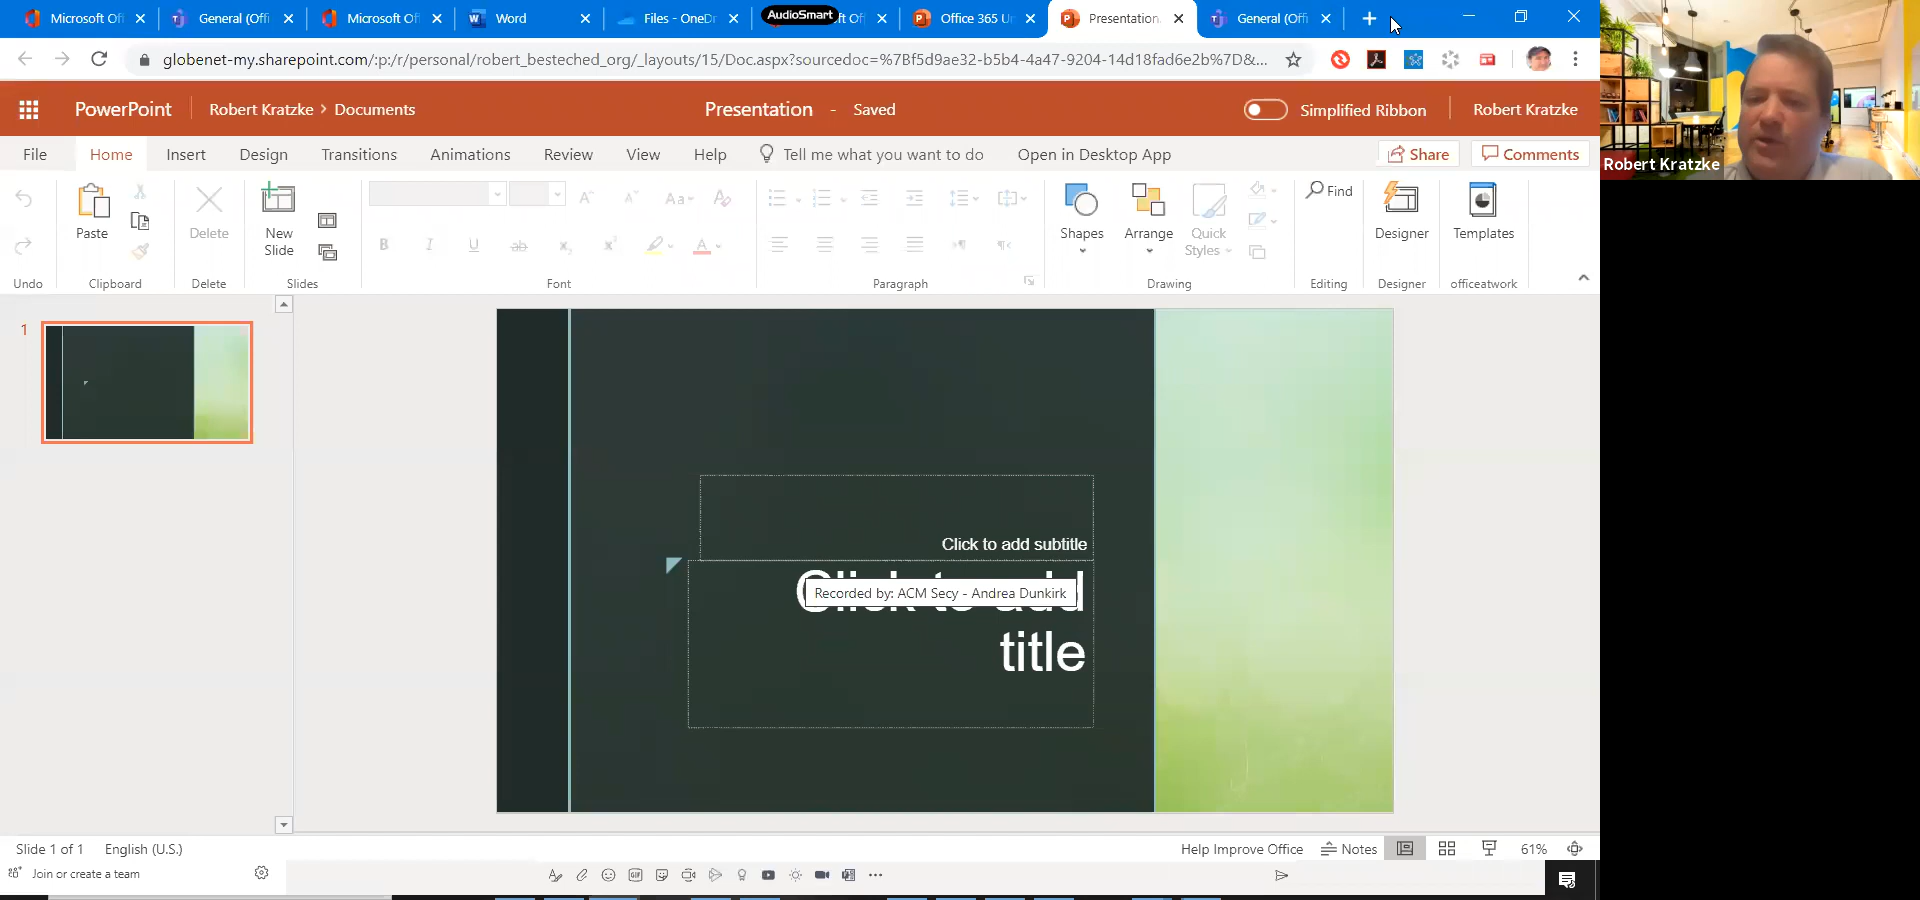 Microsoft Of
General (Offi
Microsoft Of
Word
Files - OneDr
AudioSmart
ft Of
Office 365 U
Presentation.
General (Offi
globenet-my.sharepoint.com/:p:/r/personal/robert_besteched_org/_layouts/15/Doc.aspx?sourcedoc=%7Bf5d9ae32-b5b4-4a47-9204-14d18fad6e2b%7D&...
PowerPoint
Robert Kratzke > Documents
Presentation - Saved
Simplified Ribbon
Robert Kratzke
File Home Insert Design Transitions Animations Review View Help Tell me what you want to do Open in Desktop App Share Comments
Robert Kratzke
Find
Paste
Delete
New
Slide
Shapes
Arrange
Quick
Styles
Designer
Templates
Undo Clipboard Delete Slides Font Paragraph Drawing Editing Designer officeatwork
1
Click to add subtitle
Click to add
Recorded by: ACM Secy - Andrea Dunkirk
title
Slide 1 of 1 English (U.S.) Help Improve Office Notes 61%
Join or create a team